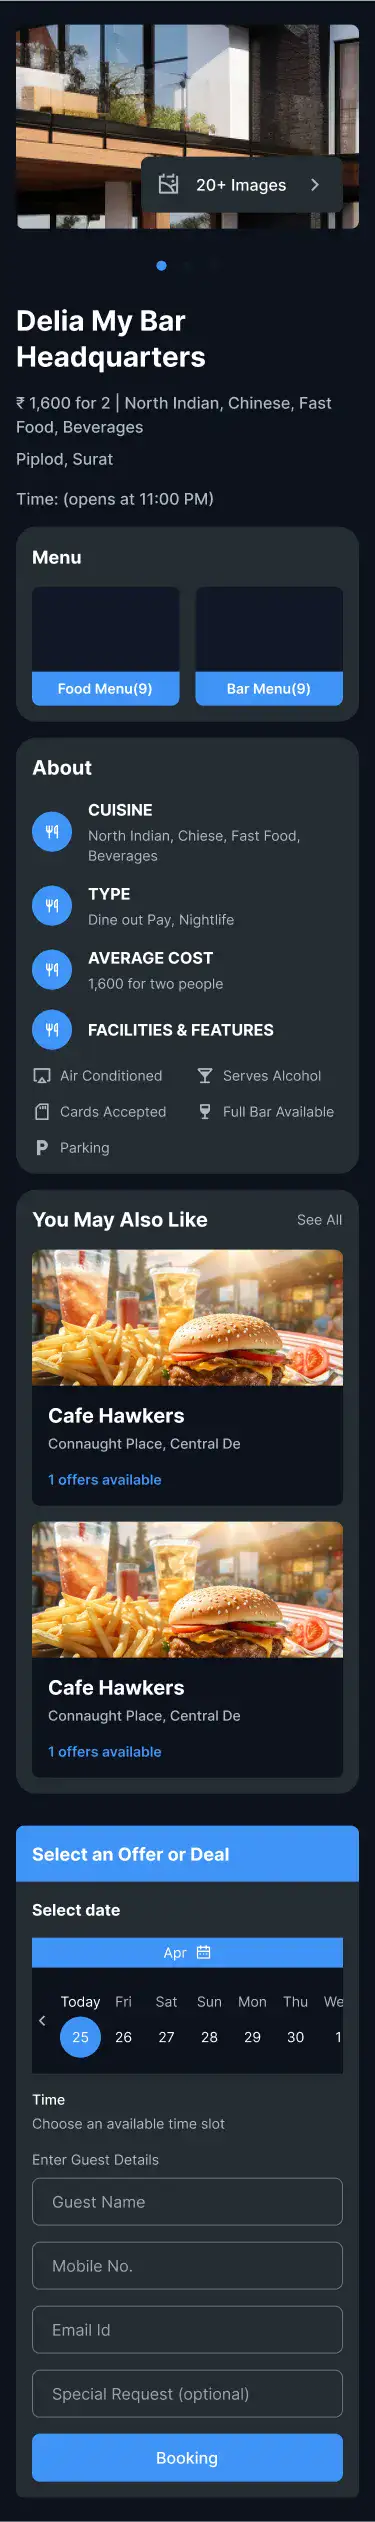 20+ Images
Delia My Bar
Headquarters
₹ 1,600 for 2 | North Indian, Chinese, Fast
Food, Beverages
Piplod, Surat
Time: (opens at 11:00 PM)
Menu
Food Menu(9)
Bar Menu(9)
About
CUISINE
North Indian, Chiese, Fast Food,
Beverages
TYPE
Dine out Pay, Nightlife
AVERAGE COST
1,600 for two people
FACILITIES & FEATURES
Air Conditioned
Serves Alcohol
Cards Accepted
Full Bar Available
Parking
You May Also Like
See All
Cafe Hawkers
Connaught Place, Central De
1 offers available
Cafe Hawkers
Connaught Place, Central De
1 offers available
Select an Offer or Deal
Select date
Apr
Today Fri Sat Sun Mon Thu We
25 26 27 28 29 30 1
Time
Choose an available time slot
Enter Guest Details
Guest Name
Mobile No.
Email Id
Special Request (optional)
Booking